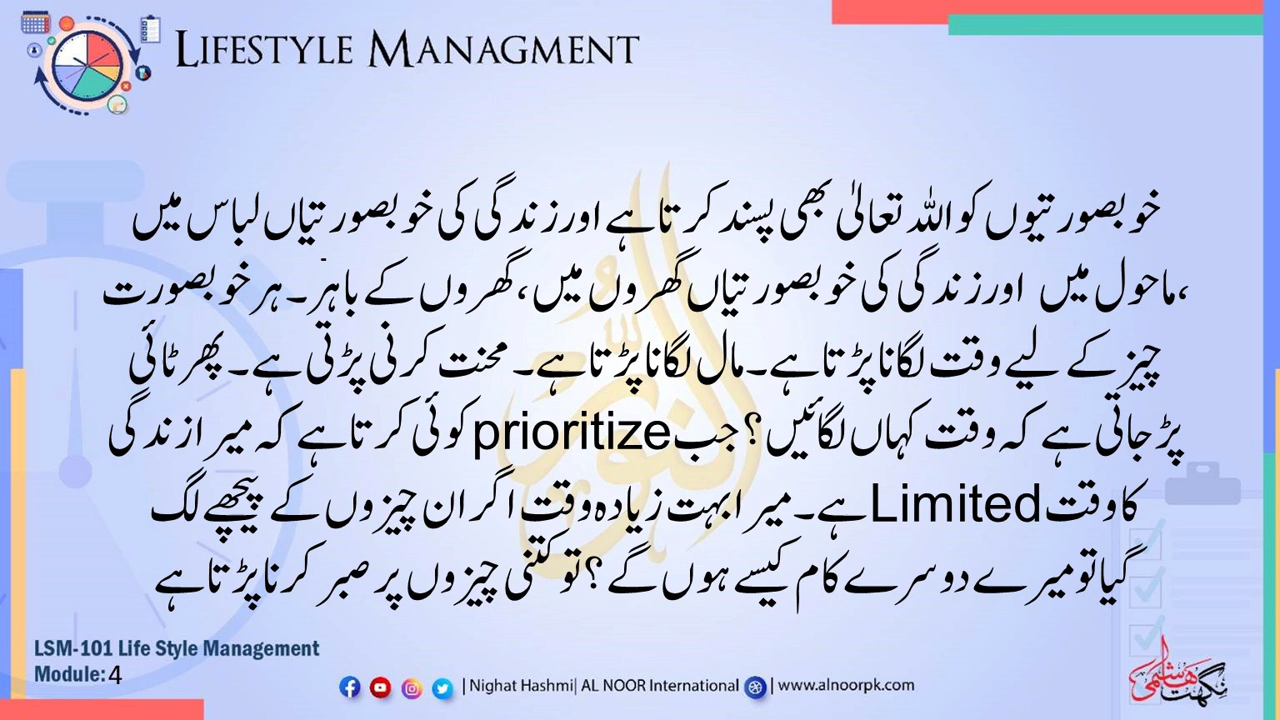 LIFESTYLE MANAGMENT
خوبصورتیوں کو اللہ تعالیٰ بھی پسند کرتا ہے اور زندگی کی خوبصورتیاں لباس میں
،ماحول میں اور زندگی کی خوبصورتیاں گھروں میں، گھروں کے باہر۔ ہر خوبصورت
چیز کے لیے وقت لگانا پڑتا ہے۔ مال لگانا پڑتا ہے۔ محنت کرنی پڑتی ہے۔ پھر ٹائی
پڑ جاتی ہے کہ وقت کہاں لگائیں؟ جب prioritize کوئی کرتا ہے کہ میرا زندگی
کا وقت Limited ہے۔ میرا بہت زیادہ وقت اگر ان چیزوں کے پیچھے لگ
گیا تو میرے دوسرے کام کیسے ہوں گے؟ تو کتنی چیزوں پر صبر کرنا پڑتا ہے
النور
LSM-101 Life Style Management
Module: 4
| Nighat Hashmi| AL NOOR International | www.alnoorpk.com
نگہت ہاشمی